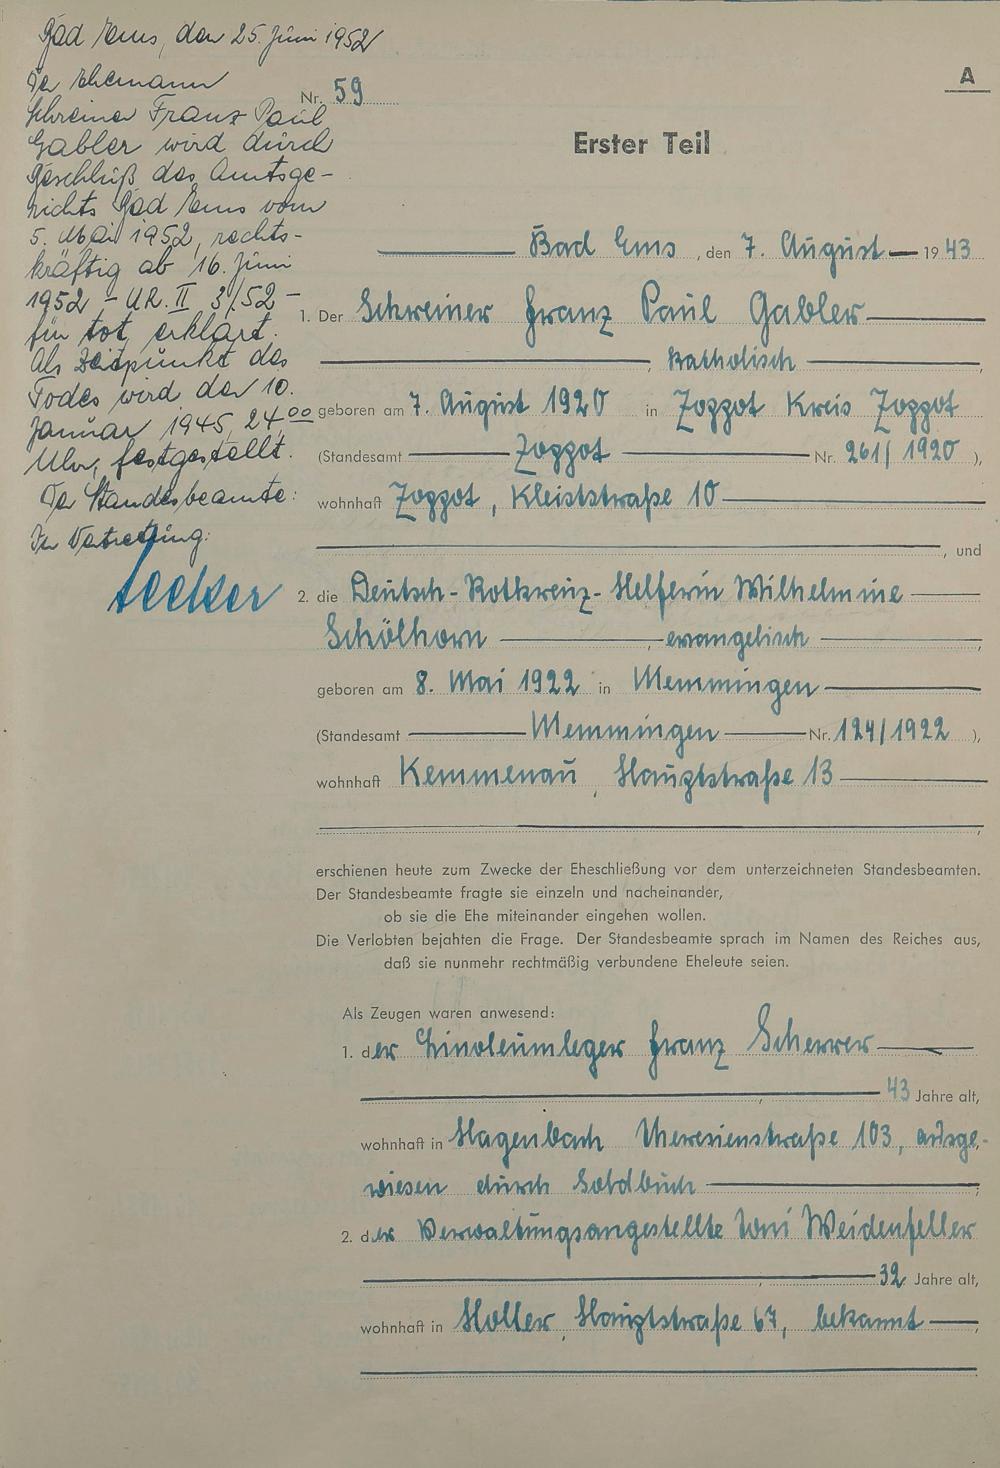 Bad Ems, den 25. Juni 1952
Der Ehemann
Schreiner Franz Paul
Gabler wird durch
Beschluß des Amtsge-
richts Bad Ems vom
5. Mai 1952, rechts-
kräftig ab 16. Juni
1952 - UR. II 3/52 -
für tot erklärt.
Als Zeitpunkt des
Todes wird der 10.
Januar 1945, 24,00
Uhr, festgestellt.
Der Standesbeamte:
In Vertretung:
A
Nr. 59
Erster Teil
Bad Ems, den 7. August 1943
1. Der Schreiner Franz Paul Gabler
, katholisch ,
geboren am 7. August 1920 in Zoppot Kreis Zoppot
(Standesamt Zoppot Nr. 261/1920 ),
wohnhaft Zoppot, Kleiststraße 10
, und
2. die Deutsch-Rotkreuz-Helferin Wilhelmine
Schölhorn , evangelisch ,
geboren am 8. Mai 1922 in Memmingen
(Standesamt Memmingen Nr. 124/1922 ),
wohnhaft Kemmenau, Hauptstraße 13
,
erschienen heute zum Zwecke der Eheschließung vor dem unterzeichneten Standesbeamten.
Der Standesbeamte fragte sie einzeln und nacheinander,
ob sie die Ehe miteinander eingehen wollen.
Die Verlobten bejahten die Frage. Der Standesbeamte sprach im Namen des Reiches aus,
daß sie nunmehr rechtmäßig verbundene Eheleute seien.
Als Zeugen waren anwesend:
1. der Linoleumleger Franz Scherrer
, 43 Jahre alt,
wohnhaft in Hagenbach Theresienstraße 103, ausge-
wiesen durch Soldbuch ;
2. der Verwaltungsangestellte Toni Weidenfeller
, 32 Jahre alt,
wohnhaft in Holler, Hauptstraße 67, bekannt ,